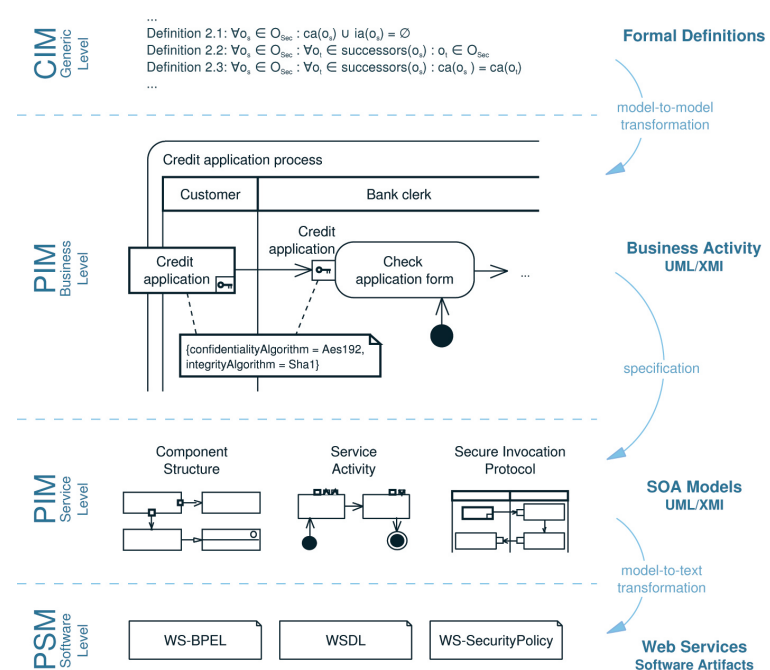 CIM
Generic
Level
...
Definition 2.1: ∀oₛ ∈ O_Sec : ca(oₛ) ∪ ia(oₛ) = ∅
Definition 2.2: ∀oₛ ∈ O_Sec : ∀oₜ ∈ successors(oₛ) : oₜ ∈ O_Sec
Definition 2.3: ∀oₛ ∈ O_Sec : ∀oₜ ∈ successors(oₛ) : ca(oₛ ) = ca(oₜ)
...
Formal Definitions
model-to-model
transformation
PIM
Business
Level
Credit application process
Customer
Bank clerk
Credit
application
Credit
application
Check
application form
...
{confidentialityAlgorithm = Aes192,
integrityAlgorithm = Sha1}
Business Activity
UML/XMI
specification
PIM
Service
Level
Component
Structure
Service
Activity
Secure Invocation
Protocol
SOA Models
UML/XMI
model-to-text
transformation
PSM
Software
Level
WS-BPEL
WSDL
WS-SecurityPolicy
Web Services
Software Artifacts